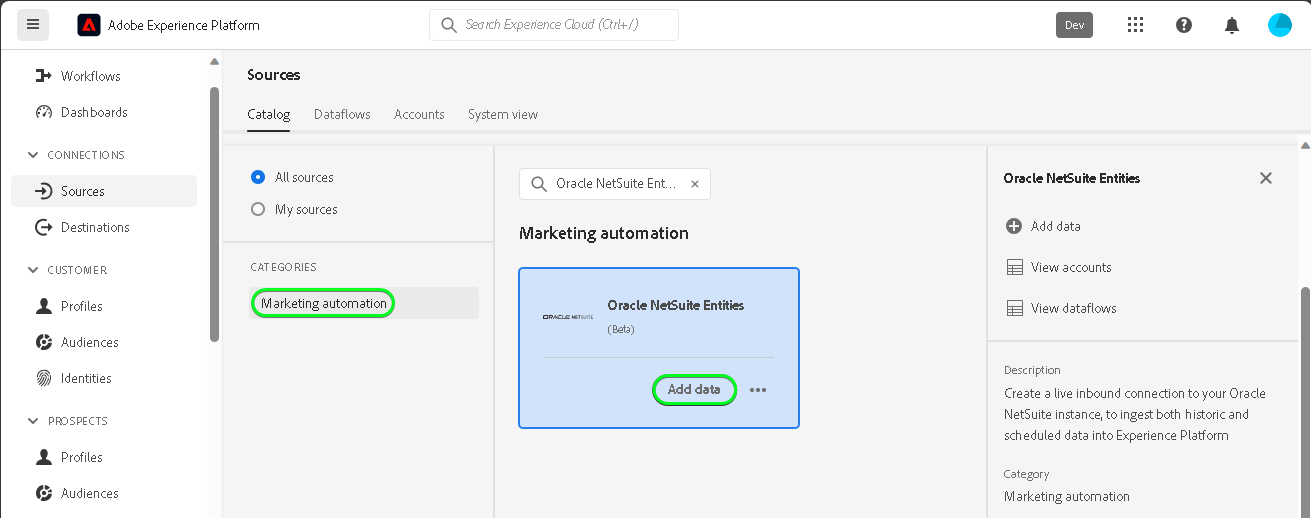 Adobe Experience Platform
Search Experience Cloud (Ctrl+/)
Dev
Workflows
Dashboards
CONNECTIONS
Sources
Destinations
CUSTOMER
Profiles
Audiences
Identities
PROSPECTS
Profiles
Audiences
Sources
Catalog Dataflows Accounts System view
All sources
My sources
CATEGORIES
Marketing automation
Oracle NetSuite Ent...
Marketing automation
ORACLE NETSUITE
Oracle NetSuite Entities
(Beta)
Add data
Oracle NetSuite Entities
Add data
View accounts
View dataflows
Description
Create a live inbound connection to your Oracle
NetSuite instance, to ingest both historic and
scheduled data into Experience Platform
Category
Marketing automation